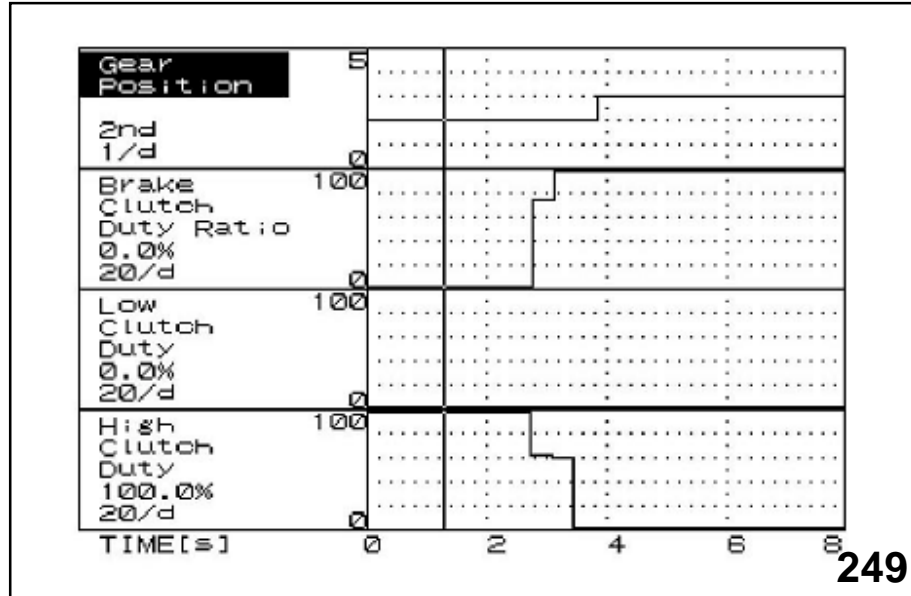 Gear 5
Position
2nd
1/d 0
Brake 100
Clutch
Duty Ratio
0.0%
20/d 0
Low 100
Clutch
Duty
0.0%
20/d 0
High 100
Clutch
Duty
100.0%
20/d 0
TIME[s] 0 2 4 6 8
249